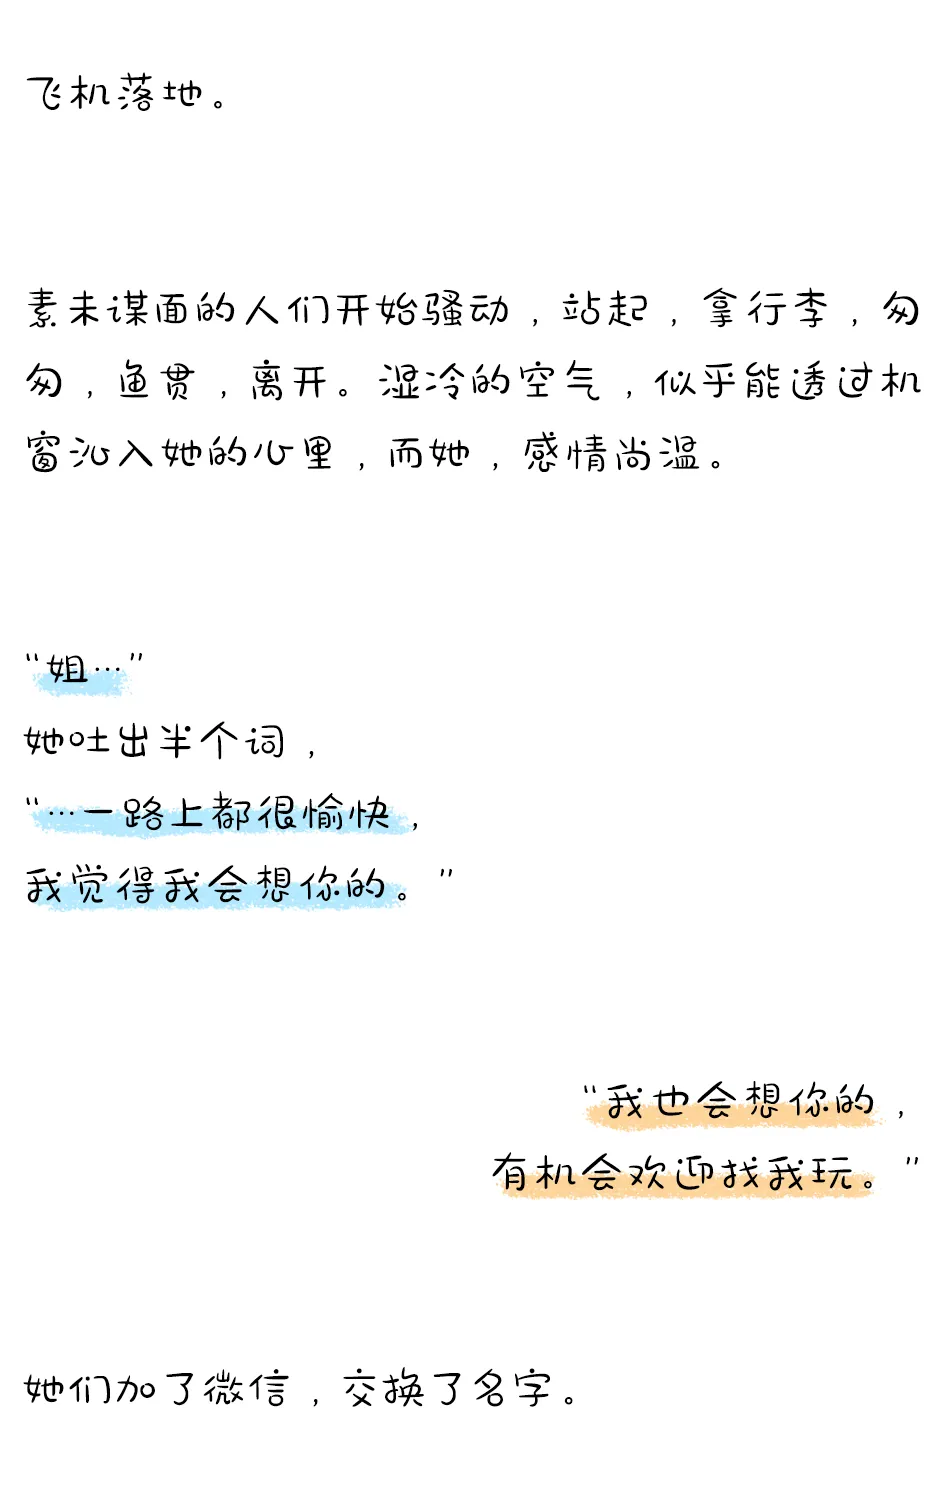 飞机落地。
素未谋面的人们开始骚动，站起，拿行李，匆
匆，鱼贯，离开。湿冷的空气，似乎能透过机
窗沁入她的心里，而她，感情尚温。
“姐…”
她吐出半个词，
“…一路上都很愉快，
我觉得我会想你的。”
“我也会想你的，
有机会欢迎找我玩。”
她们加了微信，交换了名字。